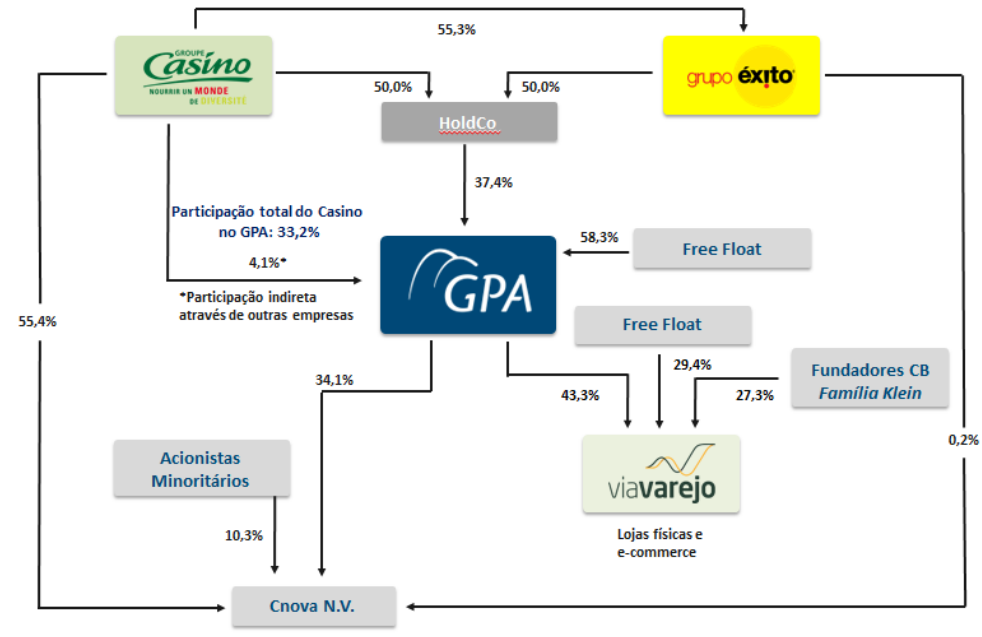 55,3%
GROUPE
Casino
NOURRIR UN MONDE
DE DIVERSITÉ
grupo éxito
50,0%
50,0%
HoldCo
37,4%
Participação total do Casino
no GPA: 33,2%
4,1%*
*Participação indireta
através de outras empresas
GPA
58,3%
Free Float
55,4%
Free Float
34,1%
43,3%
29,4%
27,3%
Fundadores CB
Família Klein
0,2%
Acionistas
Minoritários
viavarejo
10,3%
Lojas físicas e
e-commerce
Cnova N.V.